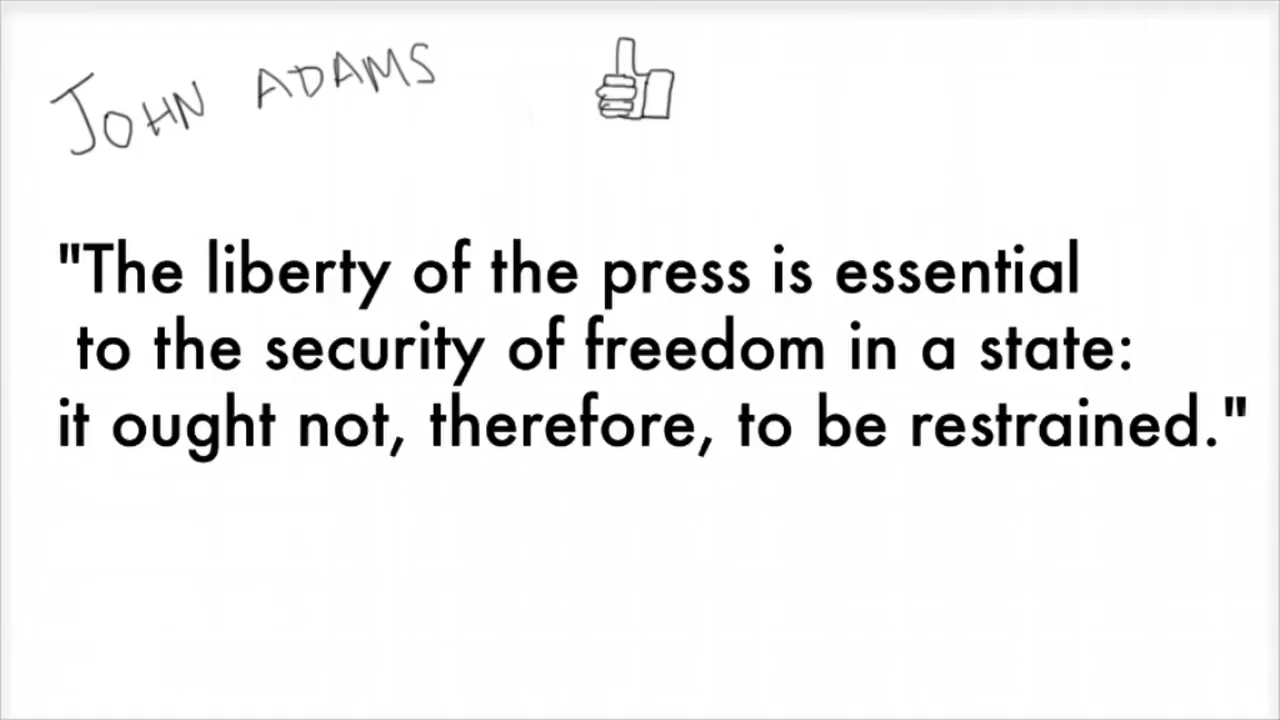 JOHN ADAMS
"The liberty of the press is essential
to the security of freedom in a state:
it ought not, therefore, to be restrained."